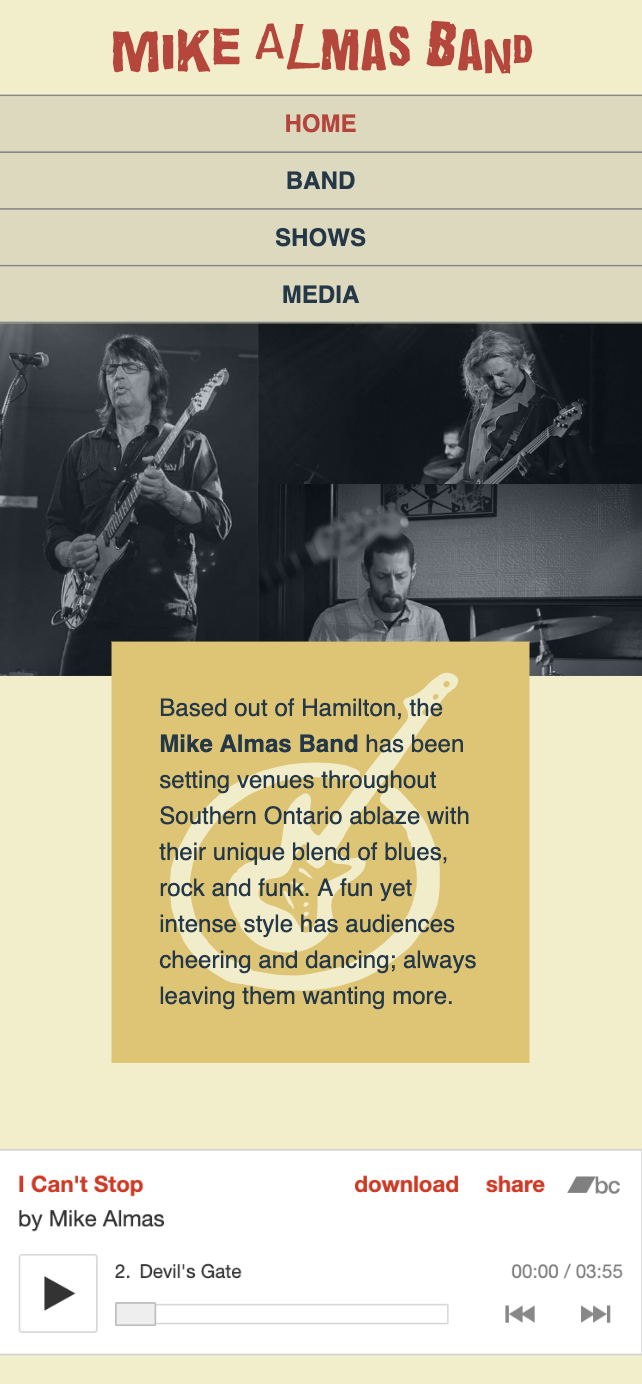 MIKE ALMAS BAND
HOME
BAND
SHOWS
MEDIA
Based out of Hamilton, the
Mike Almas Band has been
setting venues throughout
Southern Ontario ablaze with
their unique blend of blues,
rock and funk. A fun yet
intense style has audiences
cheering and dancing; always
leaving them wanting more.
I Can't Stop download share bc
by Mike Almas
2. Devil's Gate 00:00 / 03:55